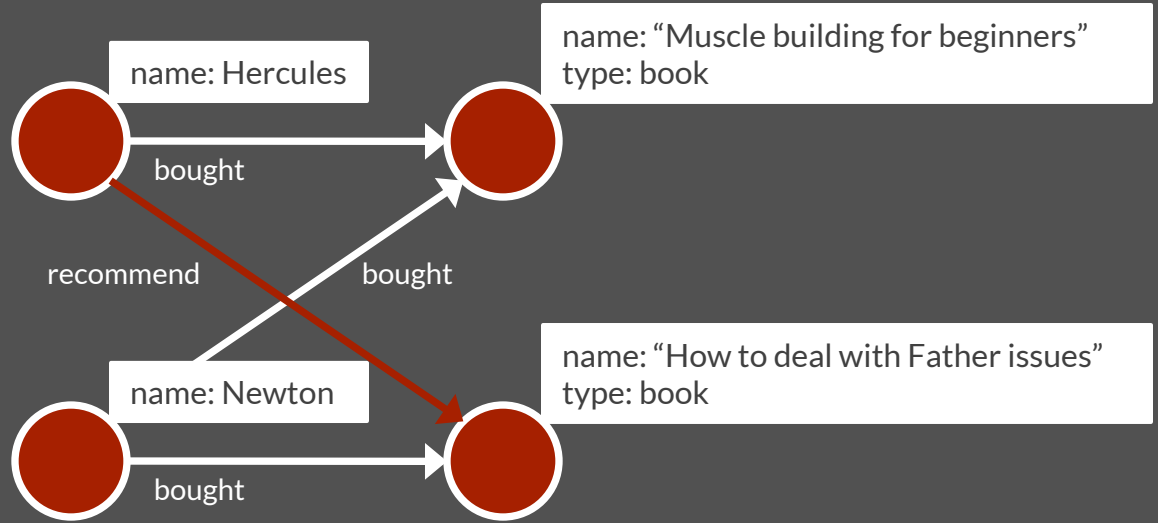 name: “Muscle building for beginners”
type: book
name: Hercules
bought
recommend
bought
name: “How to deal with Father issues”
type: book
name: Newton
bought